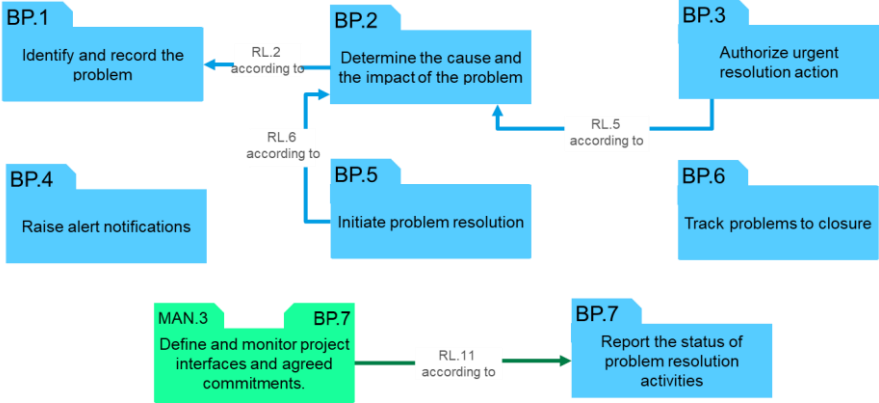 BP.1
Identify and record the
problem
RL.2
according to
BP.2
Determine the cause and
the impact of the problem
BP.3
Authorize urgent
resolution action
RL.6
according to
RL.5
according to
BP.4
Raise alert notifications
BP.5
Initiate problem resolution
BP.6
Track problems to closure
MAN.3
BP.7
Define and monitor project
interfaces and agreed
commitments.
RL.11
according to
BP.7
Report the status of
problem resolution
activities